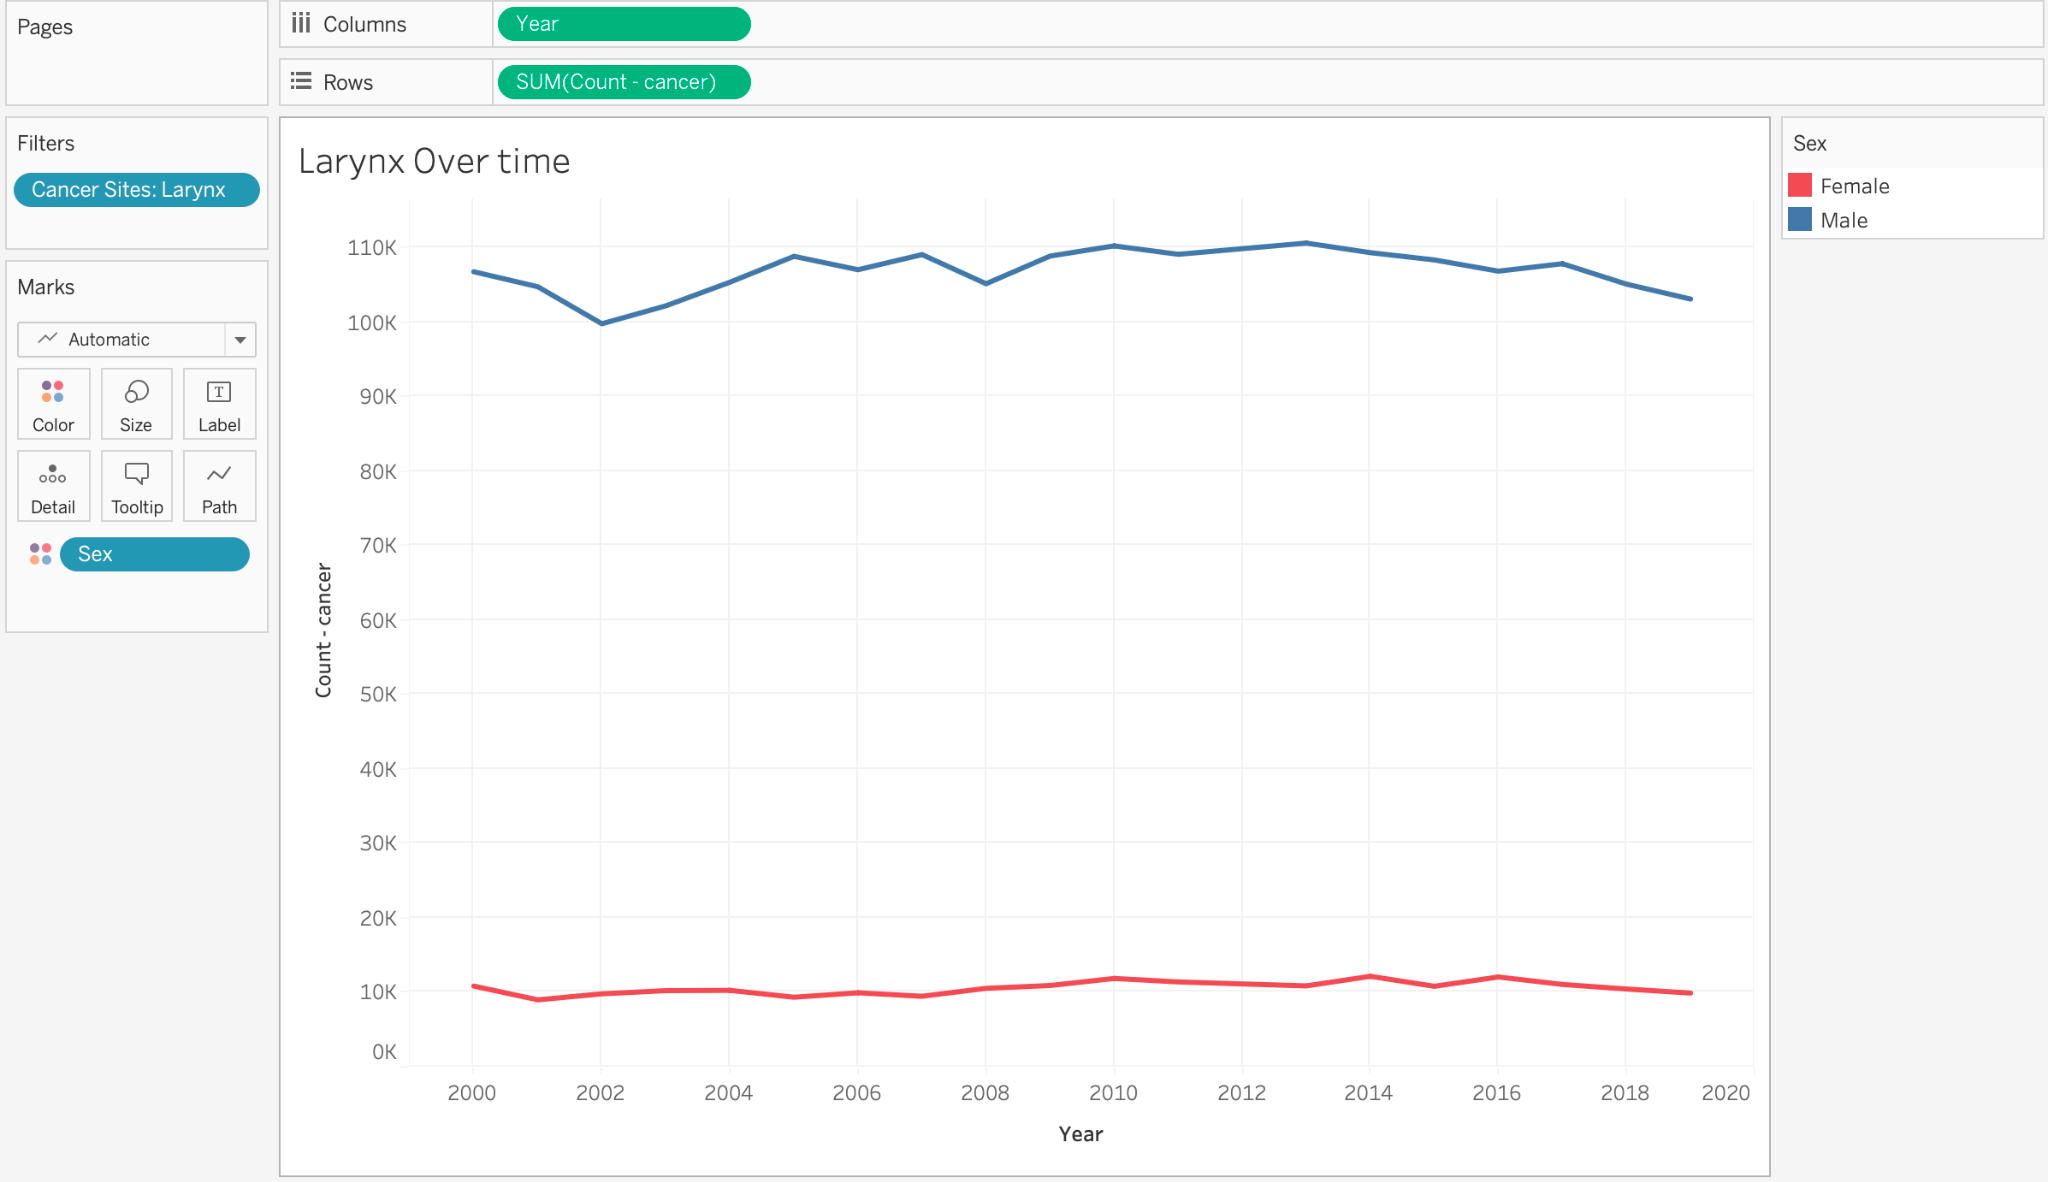 Pages
Columns
Year
Rows
SUM(Count - cancer)
Filters
Cancer Sites: Larynx
Marks
Automatic
Color
Size
T
Label
Detail
Tooltip
Path
Sex
Larynx Over time
110K
100K
90K
80K
70K
60K
50K
40K
30K
20K
10K
0K
Count - cancer
2000 2002 2004 2006 2008 2010 2012 2014 2016 2018 2020
Year
Sex
Female
Male